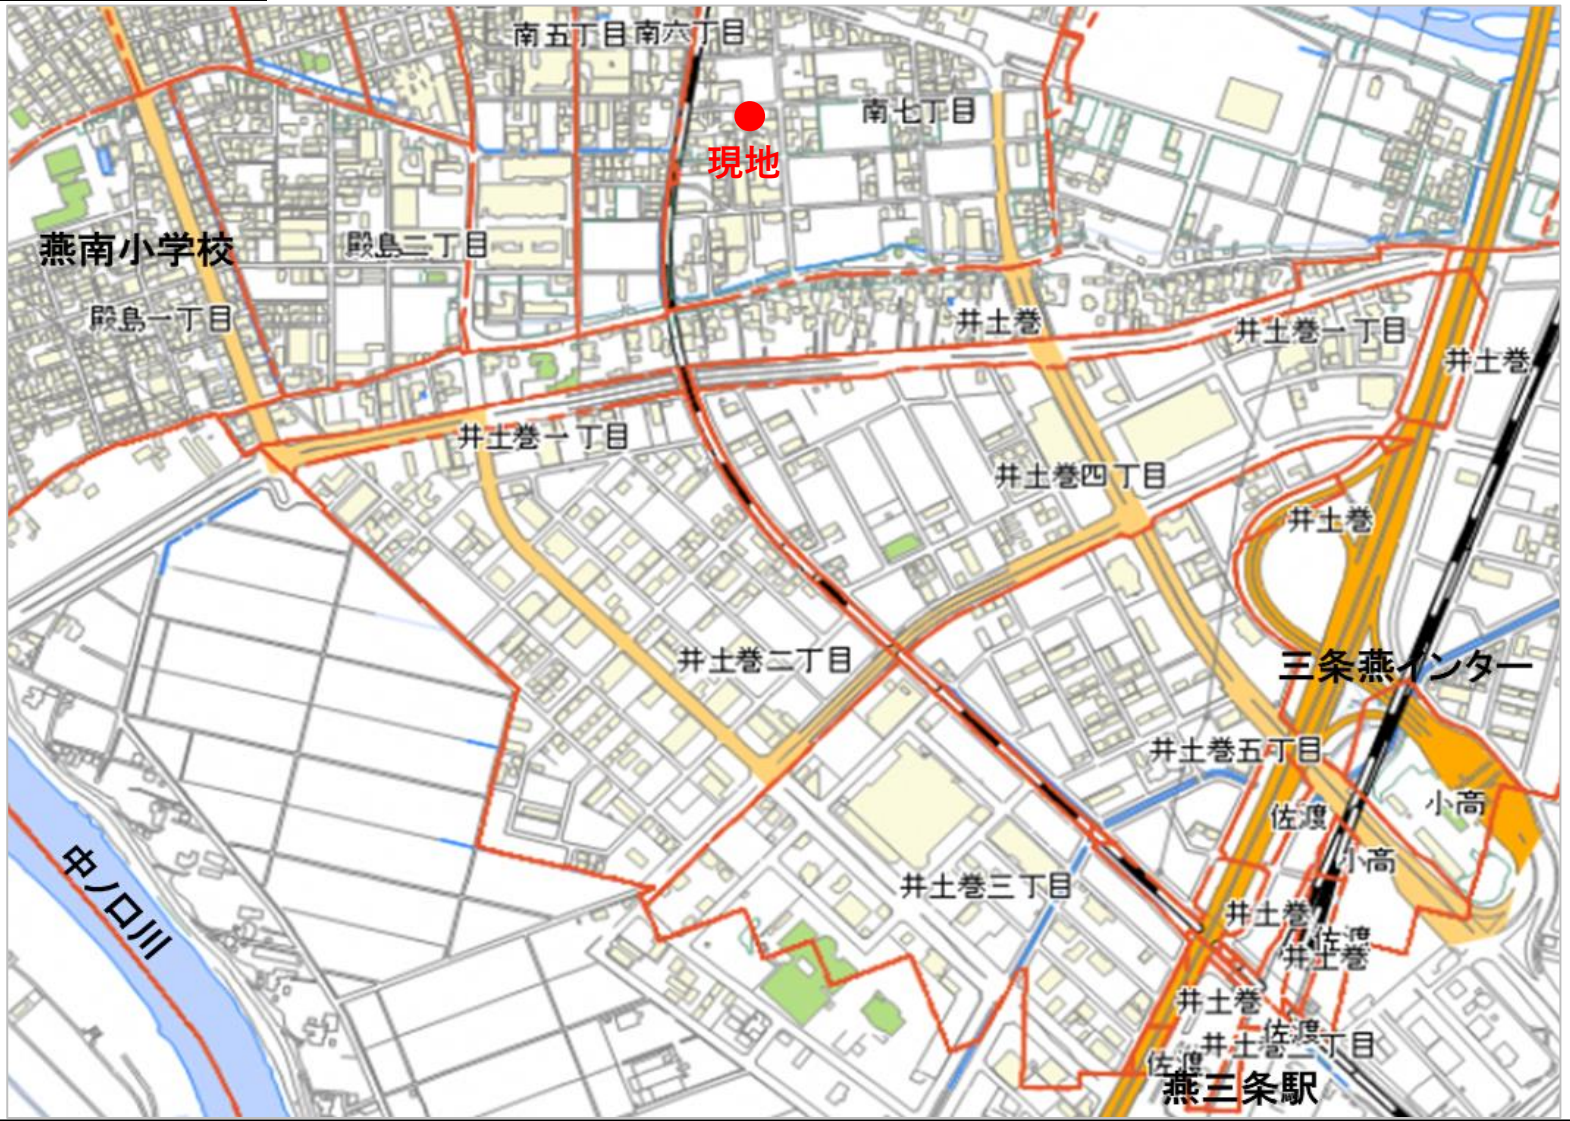 南五丁目
南六丁目
南七丁目
現地
燕南小学校
殿島二丁目
殿島一丁目
井土巻
井土巻一丁目
井土巻
井土巻一丁目
井土巻四丁目
井土巻
井土巻二丁目
三条燕インター
井土巻五丁目
小高
佐渡
小高
中ノ口川
井土巻三丁目
井土巻
佐渡
井土巻
井土巻
佐渡
井土巻二丁目
佐渡
燕三条駅